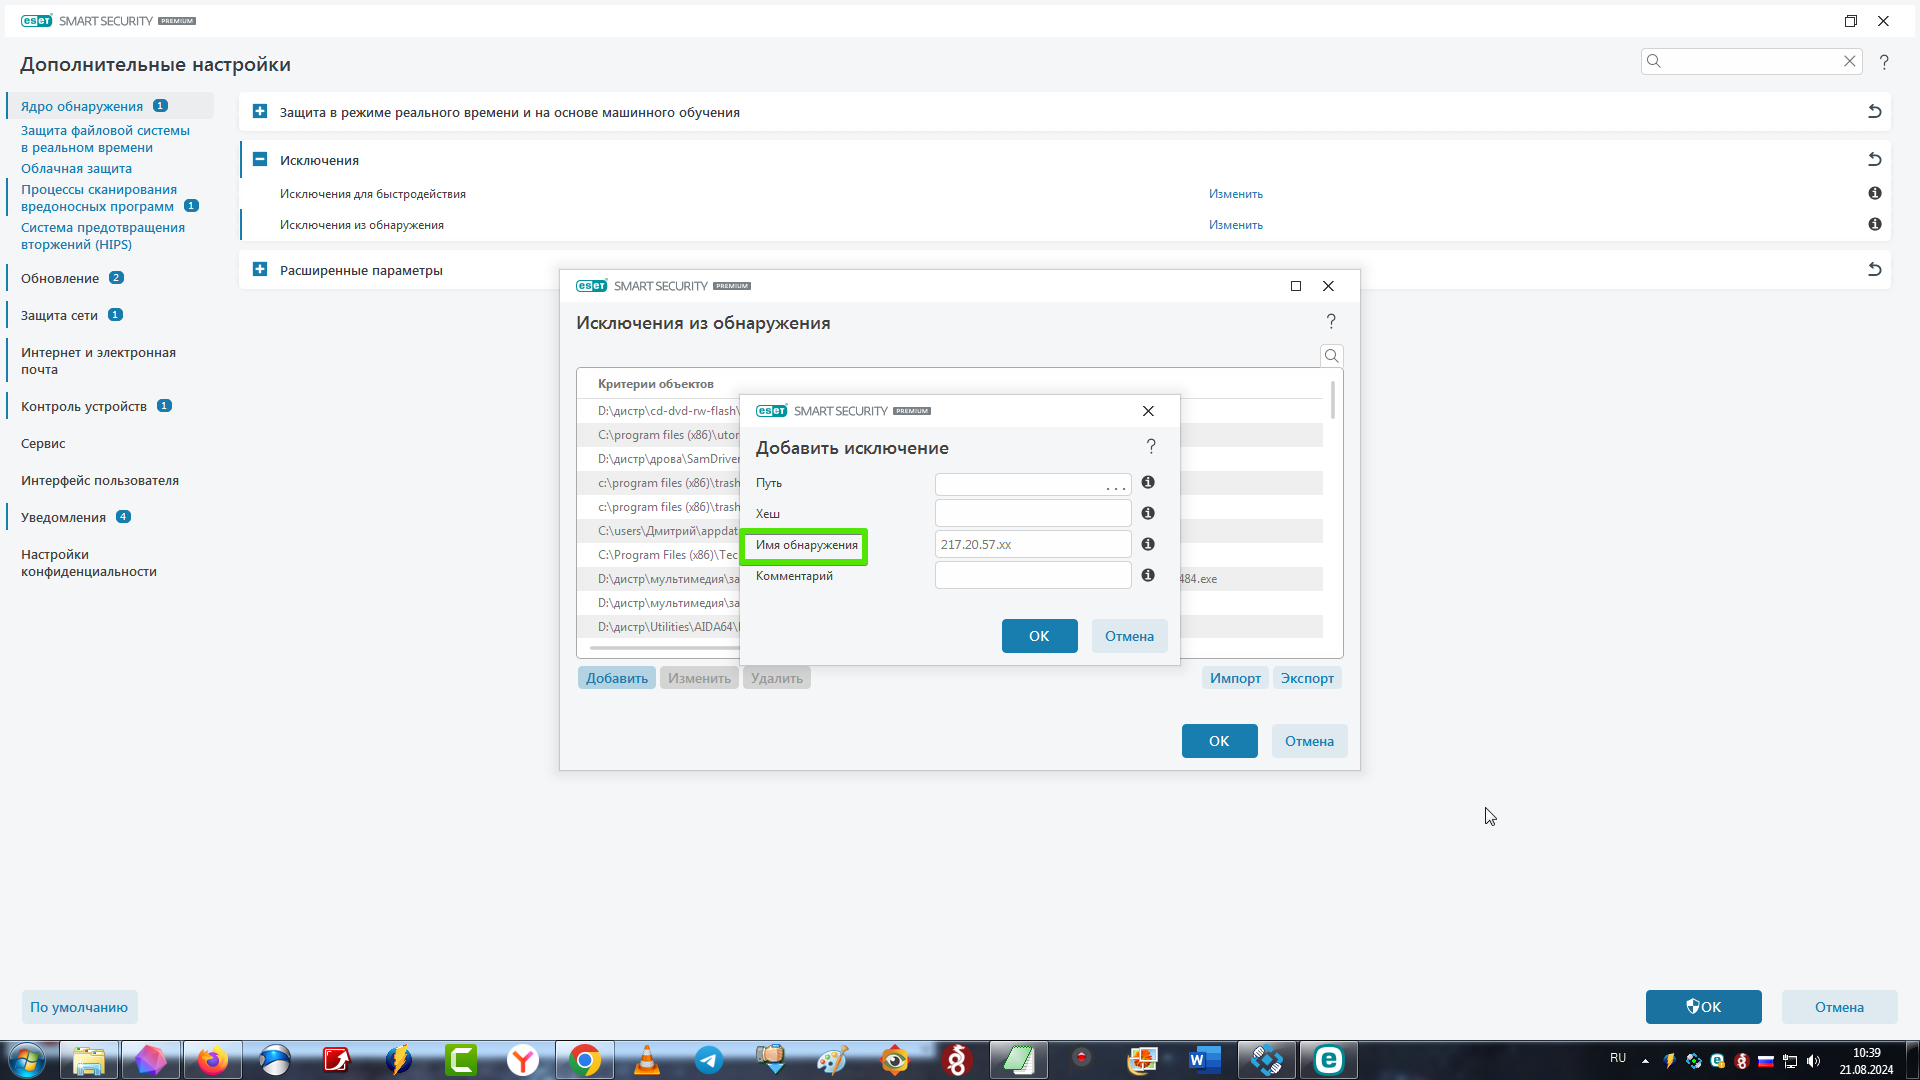 eset SMART SECURITY PREMIUM
Дополнительные настройки
?
Ядро обнаружения 1
Защита файловой системы
в реальном времени
Облачная защита
Процессы сканирования
вредоносных программ 1
Система предотвращения
вторжений (HIPS)
Обновление 2
Защита сети 1
Интернет и электронная
почта
Контроль устройств 1
Сервис
Интерфейс пользователя
Уведомления 4
Настройки
конфиденциальности
Защита в режиме реального времени и на основе машинного обучения
Исключения
Исключения для быстродействия Изменить
Исключения из обнаружения Изменить
Расширенные параметры
eset SMART SECURITY PREMIUM
Исключения из обнаружения ?
Критерии объектов
D:\дистр\cd-dvd-rw-flash\
C:\program files (x86)\utor
D:\дистр\дрова\SamDriver
c:\program files (x86)\trash
c:\program files (x86)\trash
C:\users\Дмитрий\appdat
C:\Program Files (x86)\Tec
D:\дистр\мультимедия\за 484.exe
D:\дистр\мультимедия\за
D:\дистр\Utilities\AIDA64\
eset SMART SECURITY PREMIUM
Добавить исключение ?
Путь ...
Хеш
Имя обнаружения 217.20.57.xx
Комментарий
OK Отмена
Добавить Изменить Удалить Импорт Экспорт
OK Отмена
По умолчанию OK Отмена
RU 10:39
21.08.2024